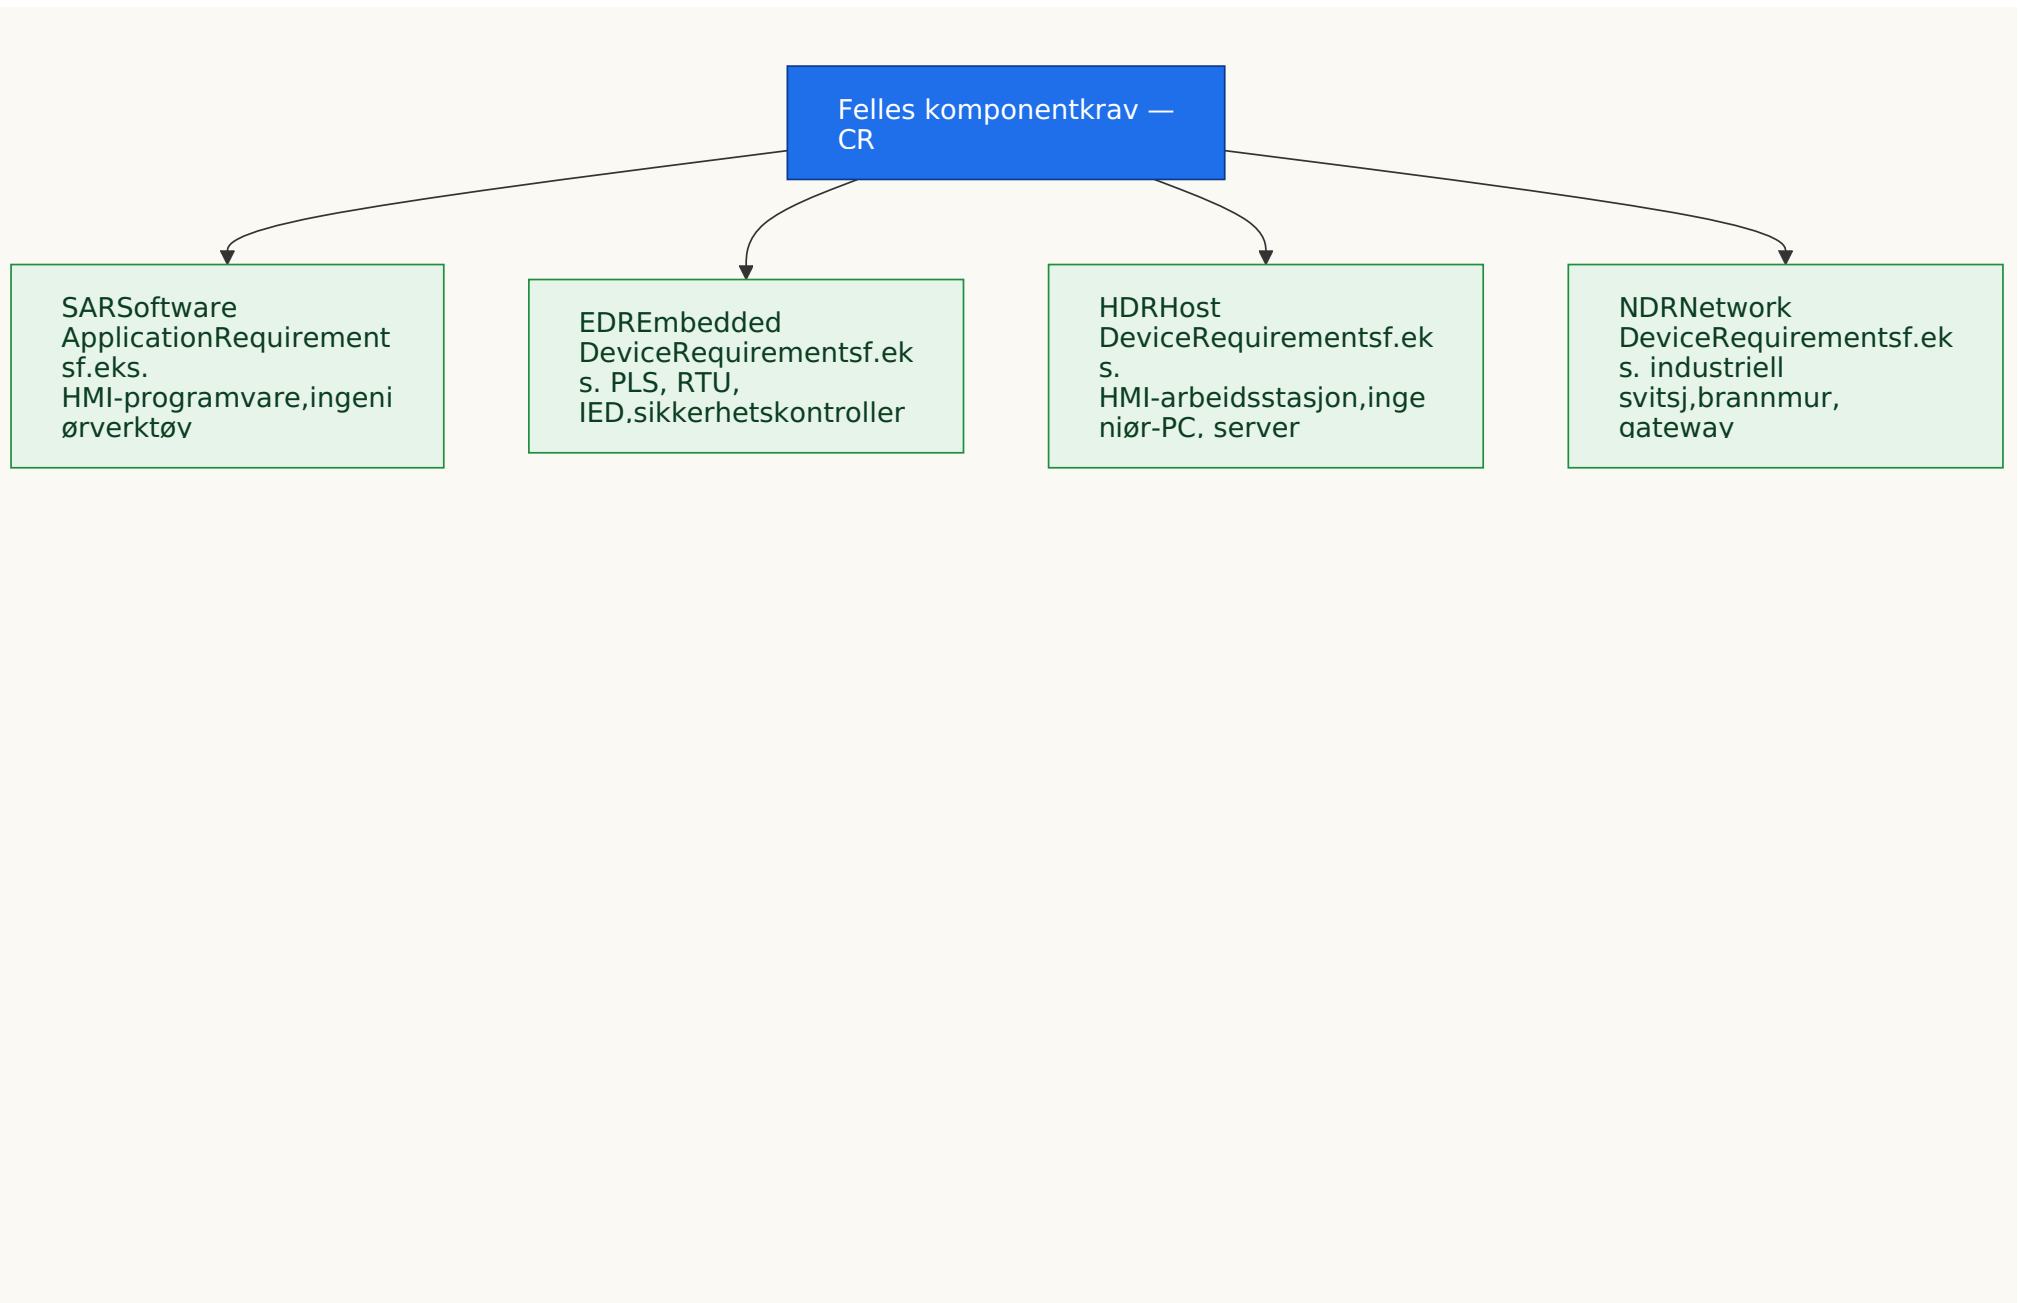 Felles komponentkrav —
CR
SARSoftware
ApplicationRequirement
sf.eks.
HMI-programvare,ingeni
ørverktøy
EDREmbedded
DeviceRequirementsf.ek
s. PLS, RTU,
IED,sikkerhetskontroller
HDRHost
DeviceRequirementsf.ek
s.
HMI-arbeidsstasjon,inge
niør-PC, server
NDRNetwork
DeviceRequirementsf.ek
s. industriell
svitsj,brannmur,
gateway